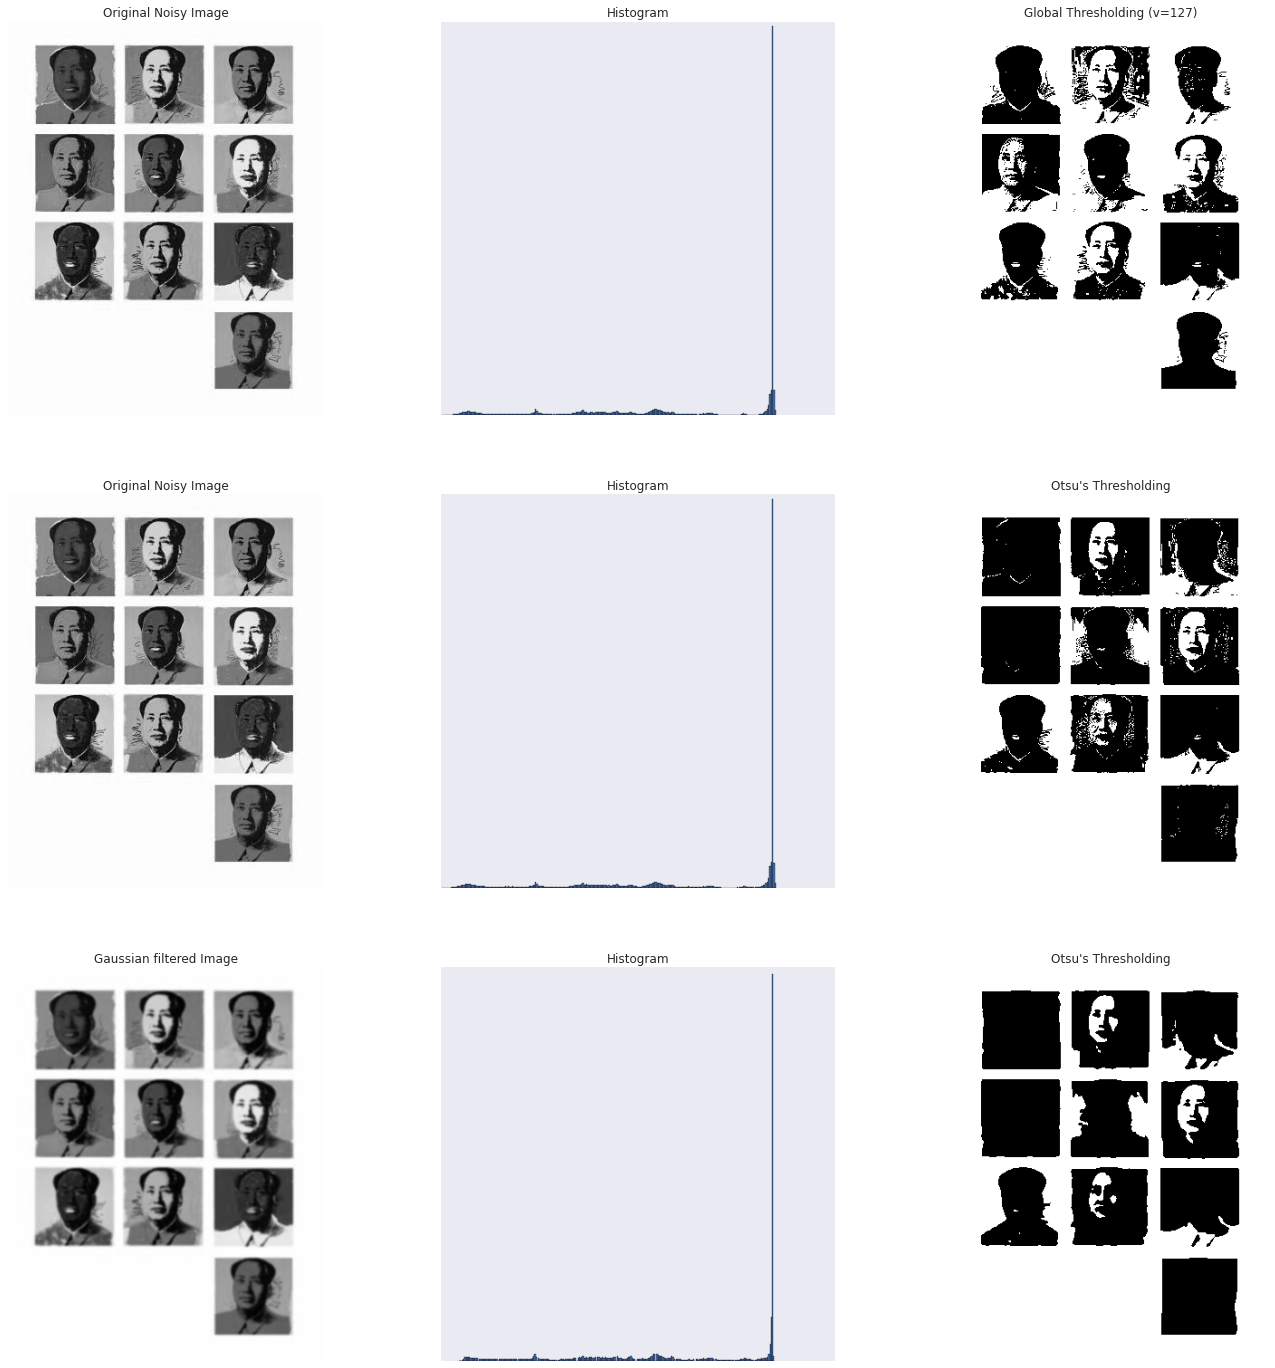 Original Noisy Image
Histogram
Global Thresholding (v=127)
Original Noisy Image
Histogram
Otsu's Thresholding
Gaussian filtered Image
Histogram
Otsu's Thresholding